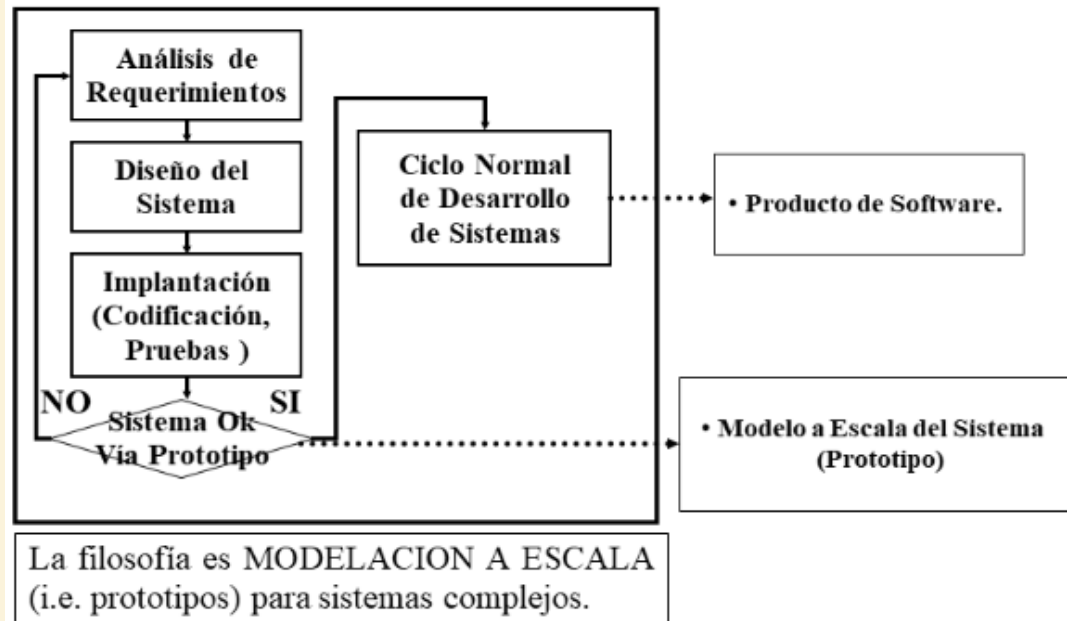 Análisis de
Requerimientos
Diseño del
Sistema
Implantación
(Codificación,
Pruebas )
NO
SI
Sistema Ok
Vía Prototipo
Ciclo Normal
de Desarrollo
de Sistemas
• Producto de Software.
• Modelo a Escala del Sistema
(Prototipo)
La filosofía es MODELACION A ESCALA
(i.e. prototipos) para sistemas complejos.